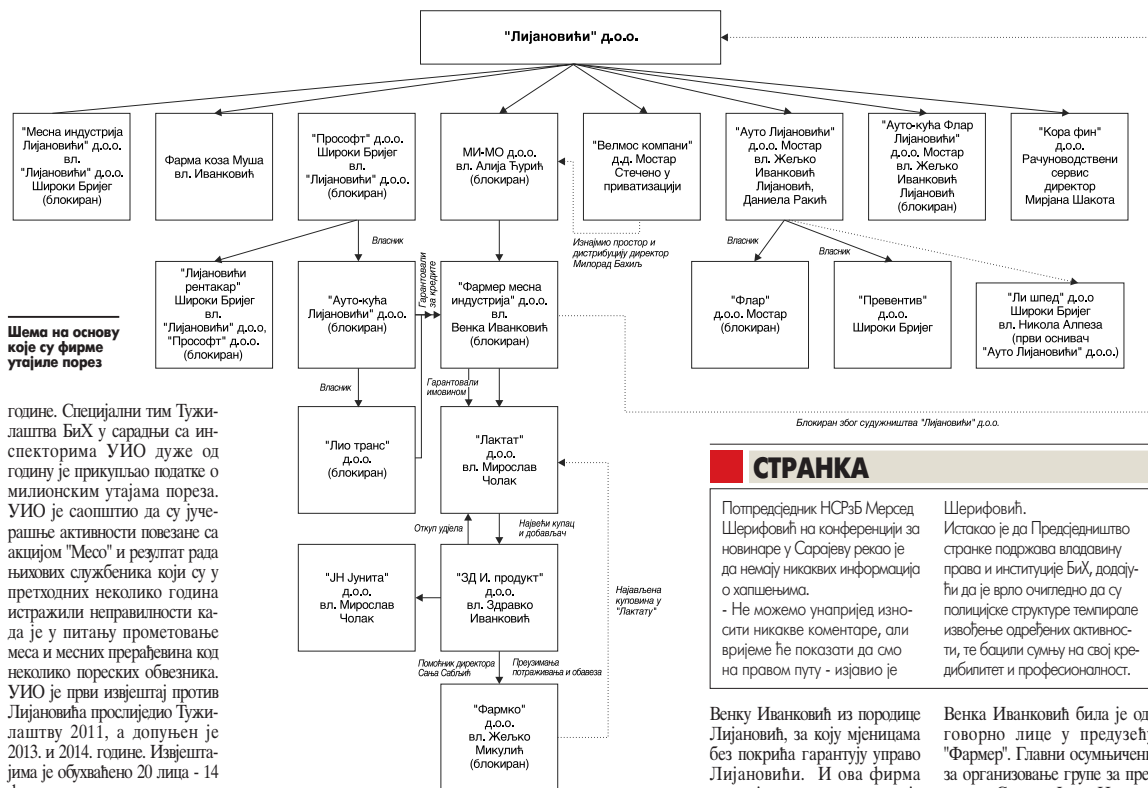 "Лијановићи" д.о.о.
"Месна индустрија
Лијановићи" д.о.о.
вл.
"Лијановићи" д.о.о.
Широки Бријег
(блокиран)
Фарма коза Муша
вл. Иванковић
"Прософт" д.о.о.
Широки Бријег
вл.
"Лијановићи" д.о.о.
(блокиран)
МИ-МО д.о.о.
вл. Алија Ћурић
(блокиран)
"Велмос компани"
д.д. Мостар
Стечено у
приватизацији
"Ауто Лијановићи"
д.о.о. Мостар
вл. Жељко
Иванковић
Лијановић,
Даниела Ракић
"Ауто-кућа Флар
Лијановићи"
д.о.о. Мостар
вл. Жељко
Иванковић
Лијановић
(блокиран)
"Кора фин"
д.о.о.
Рачуноводствени
сервис
директор
Мирјана Шакота
Власник
Гарантовали
за кредите
Изнајмио простор и
дистрибуцију директор
Милорад Бахиљ
Власник
Власник
"Лијановићи
рентакар"
Широки Бријег
вл.
"Лијановићи" д.о.о,
"Прософт" д.о.о.
(блокиран)
"Ауто-кућа
Лијановићи" д.о.о.
(блокиран)
"Фармер месна
индустрија" д.о.о.
вл.
Венка Иванковић
(блокиран)
"Флар"
д.о.о. Мостар
(блокиран)
"Превентив"
д.о.о.
Широки Бријег
"Ли шпед" д.о.о
Широки Бријег
вл. Никола Алпеза
(први оснивач
"Ауто Лијановићи" д.о.о.)
Шема на основу
које су фирме
утајиле порез
Власник
Гарантовали
имовином
Блокиран због судужништва "Лијановићи" д.о.о.
"Лио транс"
д.о.о.
(блокиран)
"Лактат"
д.о.о.
вл. Мирослав
Чолак
Откуп удјела
Највећи купац
и добављач
"ЈН Јунита"
д.о.о.
вл. Мирослав
Чолак
"ЗД И. продукт"
д.о.о.
вл. Здравко
Иванковић
Најављена
куповина у
"Лактату"
Помоћник директора
Сања Сабљић
Преузимања
потраживања и обавеза
"Фармко"
д.о.о.
вл. Жељко
Микулић
(блокиран)
године. Специјални тим Тужи-
лаштва БиХ у сарадњи са ин-
спекторима УИО дуже од
годину је прикупљао податке о
милионским утајама пореза.
УИО је саопштио да су јуче-
рашње активности повезане са
акцијом "Месо" и резултат рада
њихових службеника који су у
претходних неколико година
истражили неправилности ка-
да је у питању прометовање
меса и месних прерађевина код
неколико пореских обвезника.
УИО је први извјештај против
Лијановића прослиједио Тужи-
лаштву 2011, а допуњен је
2013. и 2014. године. Извјешта-
јима је обухваћено 20 лица - 14
СТРАНКА
Потпредсједник НСРзБ Мерсед
Шерифовић на конференцији за
новинаре у Сарајеву рекао је
да немају никаквих информација
о хапшењима.
- Не можемо унапријед изно-
сити никакве коментаре, али
вријеме ће показати да смо
на правом путу - изјавио је
Шерифовић.
Истакао је да Предсједништво
странке подржава владавину
права и институције БиХ, додају-
ћи да је врло очигледно да су
полицијске структуре темпирале
извођење одређених активнос-
ти, те бацили сумњу на свој кре-
дибилитет и професионалност.
Венку Иванковић из породице
Лијановић, за коју мјеницама
без покрића гарантују управо
Лијановићи. И ова фирма
Венка Иванковић била је од
говорно лице у предузећу
"Фармер". Главни осумњичени
за организовање групе за пре